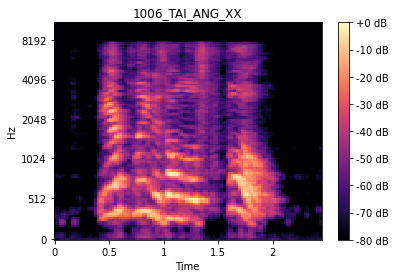 1006_TAI_ANG_XX
8192
4096
2048
1024
512
0
Hz
0
0.5
1
1.5
2
Time
+0 dB
-10 dB
-20 dB
-30 dB
-40 dB
-50 dB
-60 dB
-70 dB
-80 dB